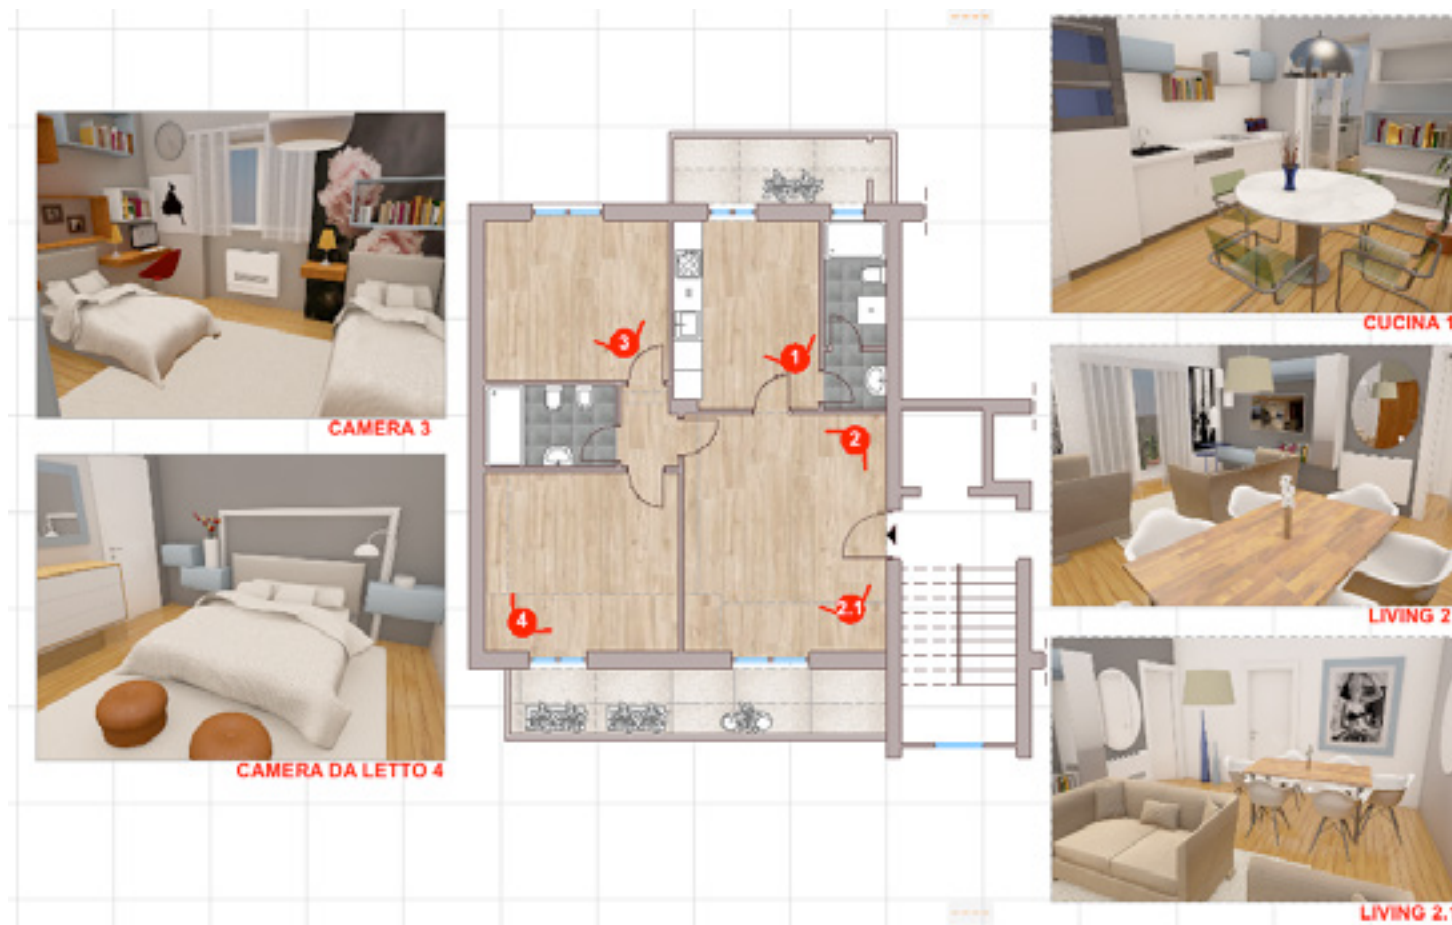 CAMERA 3
CAMERA DA LETTO 4
3
1
2
2.1
4
CUCINA 1
LIVING 2
LIVING 2.1